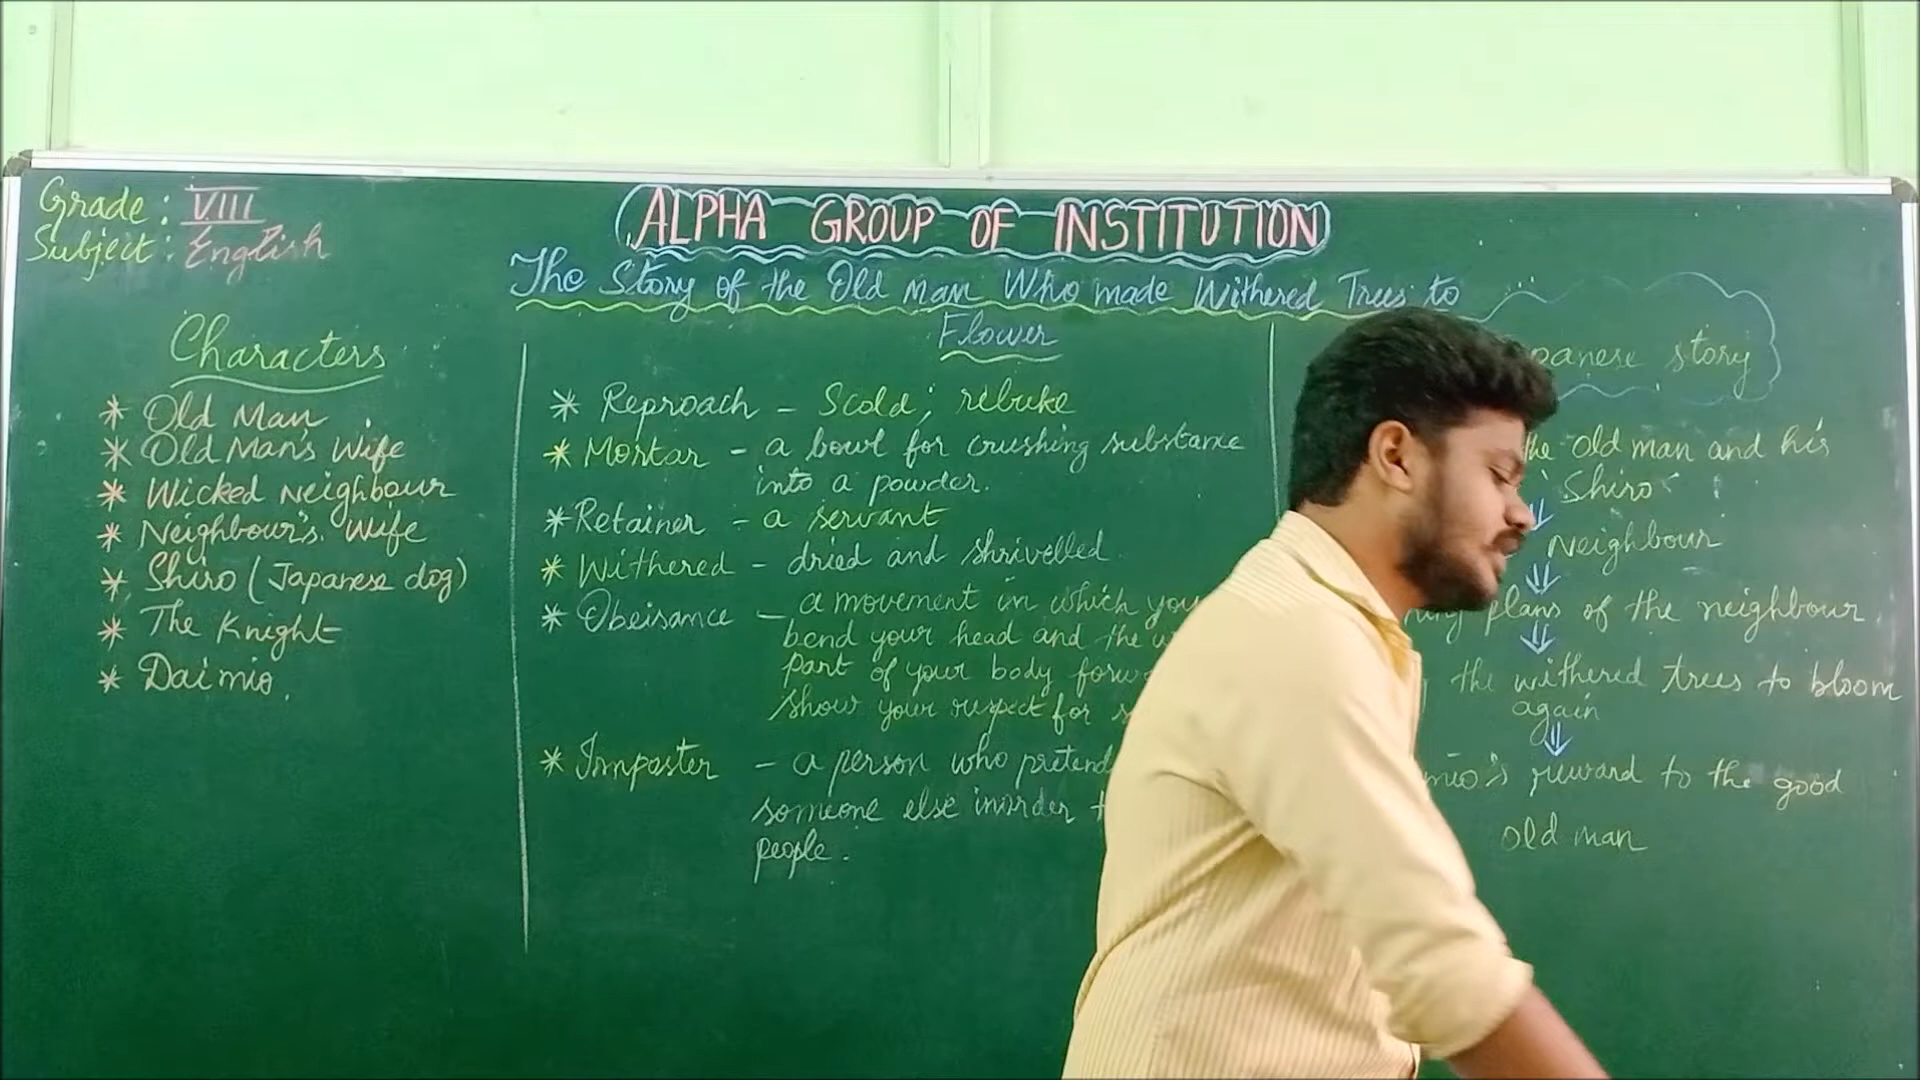 Grade: VIII
Subject: English
ALPHA GROUP OF INSTITUTION
The Story of the Old man Who made Withered Trees to
Flower
Characters
* Old Man
* Old Man's Wife
* Wicked Neighbour
* Neighbour's Wife
* Shiro (Japanese dog)
* The Knight
* Daimio.
* Reproach - Scold; rebuke
* Mortar - a bowl for crushing substance
into a powder.
* Retainer - a servant
* Withered - dried and shrivelled.
* Obeisance - a movement in which you
bend your head and the
part of your body
show your respect for
* Imposter - a person who
someone else inorder
people.
story
old man and his
Shiro
Neighbour
plans of the neighbour.
the withered trees to bloom
again
reward to the good
old man